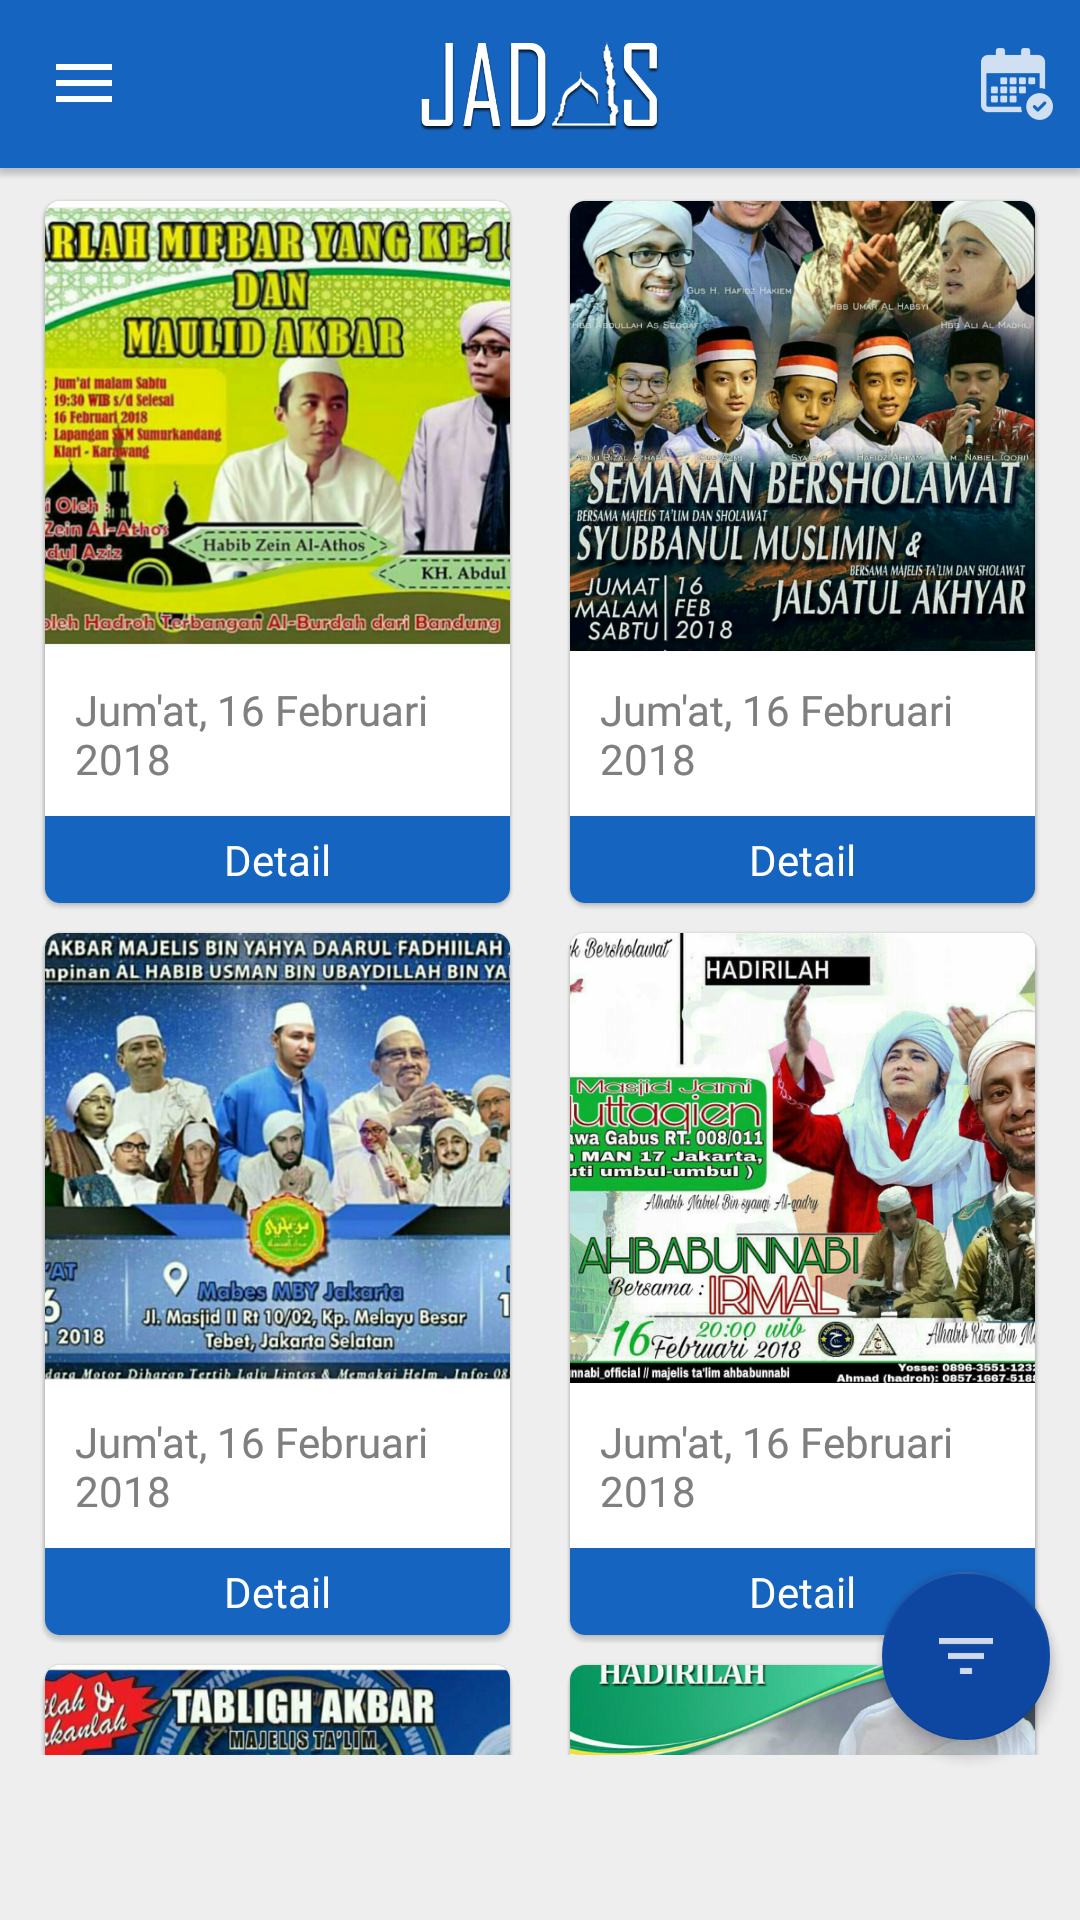 JADIS
ARLAH MIFBAR YANG KE-1
DAN
MAULID AKBAR
: Jum'at malam Sabtu
: 19:30 WIB s/d Selesai
: 16 Februari 2018
: Lapangan SKM Sumurkandang
Klari - Karawang
i Oleh :
Zein Al-Athos
dul Aziz
Habib Zein Al-Athos
KH. Abdul
oleh Hadroh Terbangan Al-Burdah dari Bandung
Jum'at, 16 Februari
2018
Detail
Gus H. Hafidz Hakiem
Hbb Umar Al Habsyi
Hbb Abdullah As Seggaf
Hbb Ali Al Madhli
SEMANAN BERSHOLAWAT
BERSAMA MAJELIS TA'LIM DAN SHOLAWAT
SYUBBANUL MUSLIMIN &
BERSAMA MAJELIS TA'LIM DAN SHOLAWAT
JALSATUL AKHYAR
JUMAT
MALAM
SABTU
16
FEB
2018
Jum'at, 16 Februari
2018
Detail
AKBAR MAJELIS BIN YAHYA DAARUL FADHIILAH
mpinan AL HABIB USMAN BIN UBAYDILLAH BIN YA
'AT
6
2018
Mabes MBY Jakarta
Jl. Masjid II Rt 10/02, Kp. Melayu Besar
Tebet, Jakarta Selatan
dara Motor Diharap Tertib Lalu Lintas & Memakai Helm . Info: 08
Jum'at, 16 Februari
2018
Detail
k Bersholawat
HADIRILAH
Masjid Jami
luttaqien
awa Gabus RT. 008/011
MAN 17 Jakarta,
uti umbul-umbul )
Alhabib Nabiel Bin syauqi Al-qadry
AHBABUNNABI
Bersama : IRMAL
16 Februari 2018
20:00 wib
Alhabib Riza Bin M
nnabi_official // majelis ta'lim ahbabunnabi
Yosse: 0896-3551-123
Ahmad (hadroh): 0857-1667-518
Jum'at, 16 Februari
2018
Detail
ilah &
rkanlah
TABLIGH AKBAR
MAJELIS TA'LIM
HADIRILAH